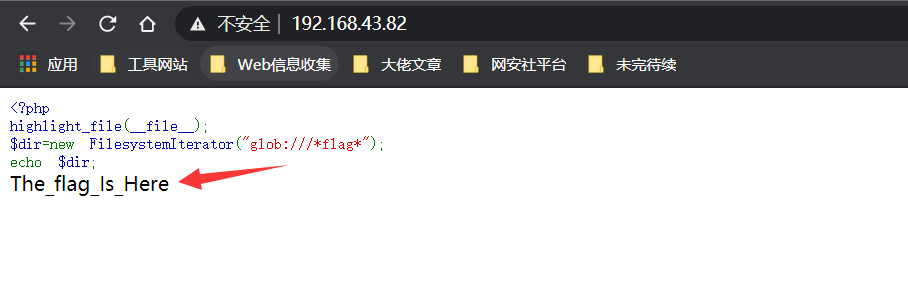 不安全 | 192.168.43.82
应用 工具网站 Web信息收集 大佬文章 网安社平台 未完待续
<?php
highlight_file(__file__);
$dir=new FilesystemIterator("glob:///*flag*");
echo $dir;
The_flag_Is_Here